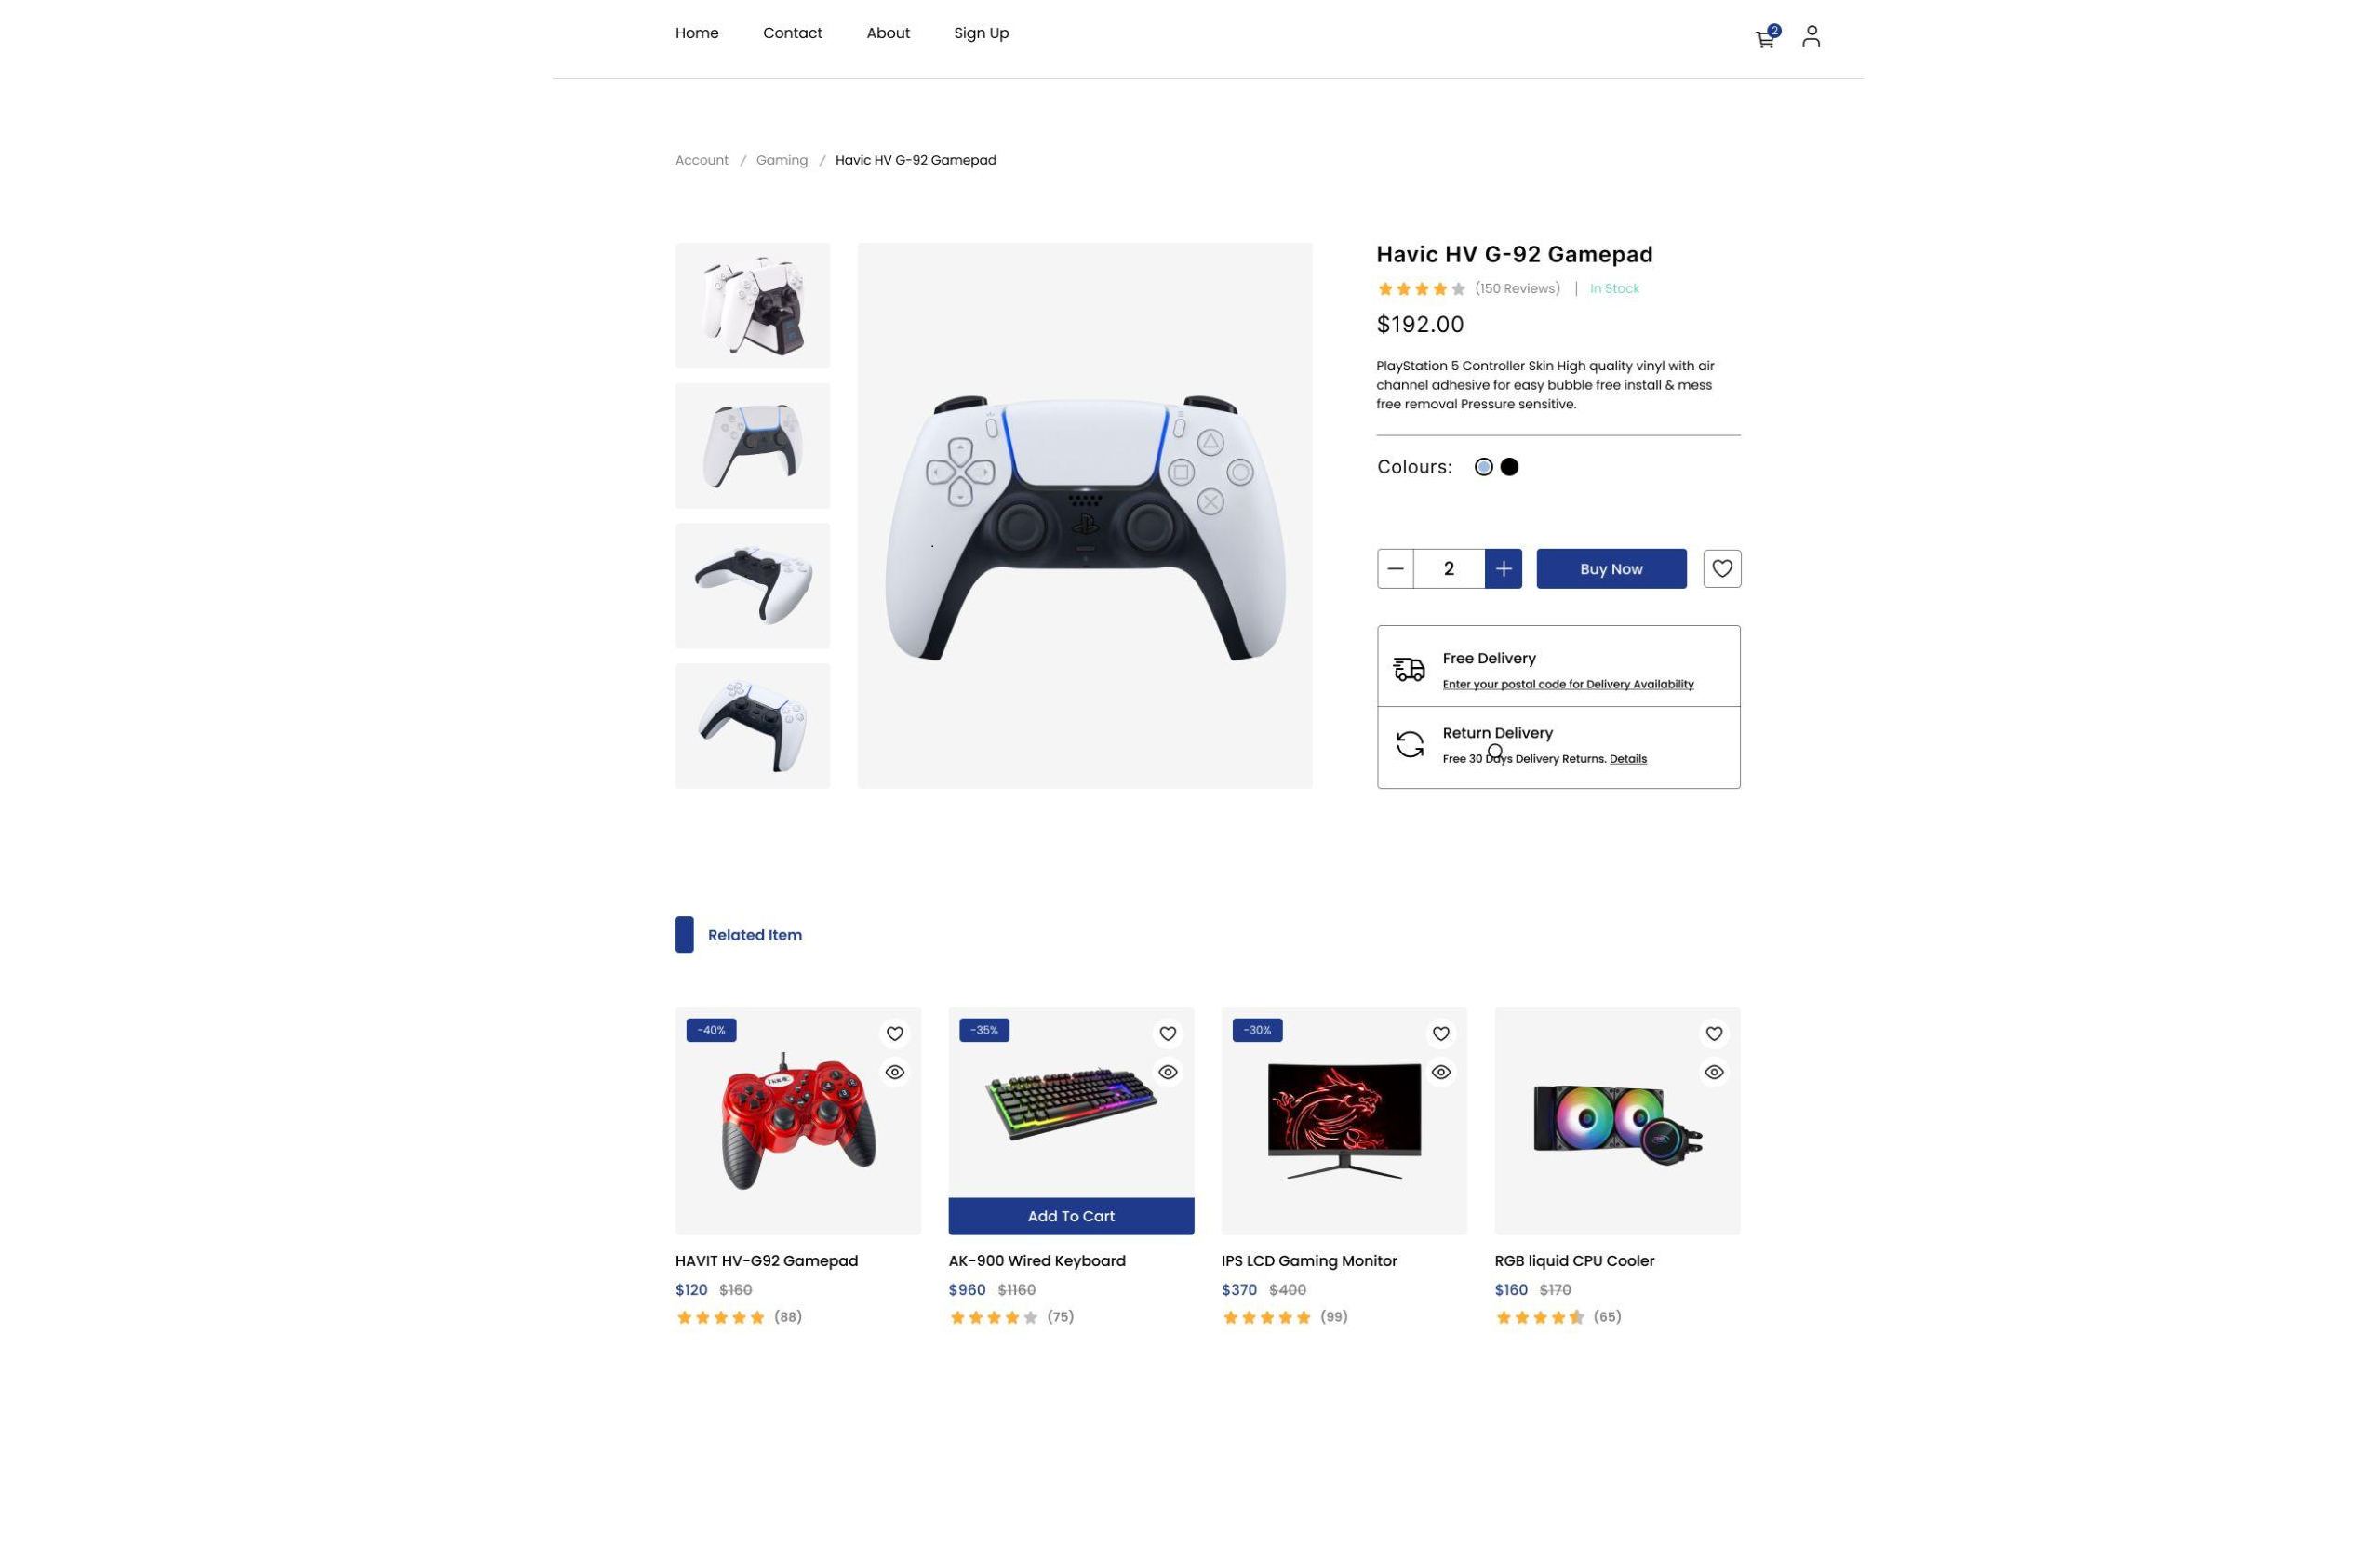 Home Contact About Sign Up 2
Account / Gaming / Havic HV G-92 Gamepad
Havic HV G-92 Gamepad
(150 Reviews) | In Stock
$192.00
PlayStation 5 Controller Skin High quality vinyl with air
channel adhesive for easy bubble free install & mess
free removal Pressure sensitive.
Colours:
2
Buy Now
Free Delivery
Enter your postal code for Delivery Availability
Return Delivery
Free 30 Days Delivery Returns. Details
Related Item
-40%
HAVIT HV-G92 Gamepad
$120 $160
(88)
-35%
Add To Cart
AK-900 Wired Keyboard
$960 $1160
(75)
-30%
IPS LCD Gaming Monitor
$370 $400
(99)
RGB liquid CPU Cooler
$160 $170
(65)